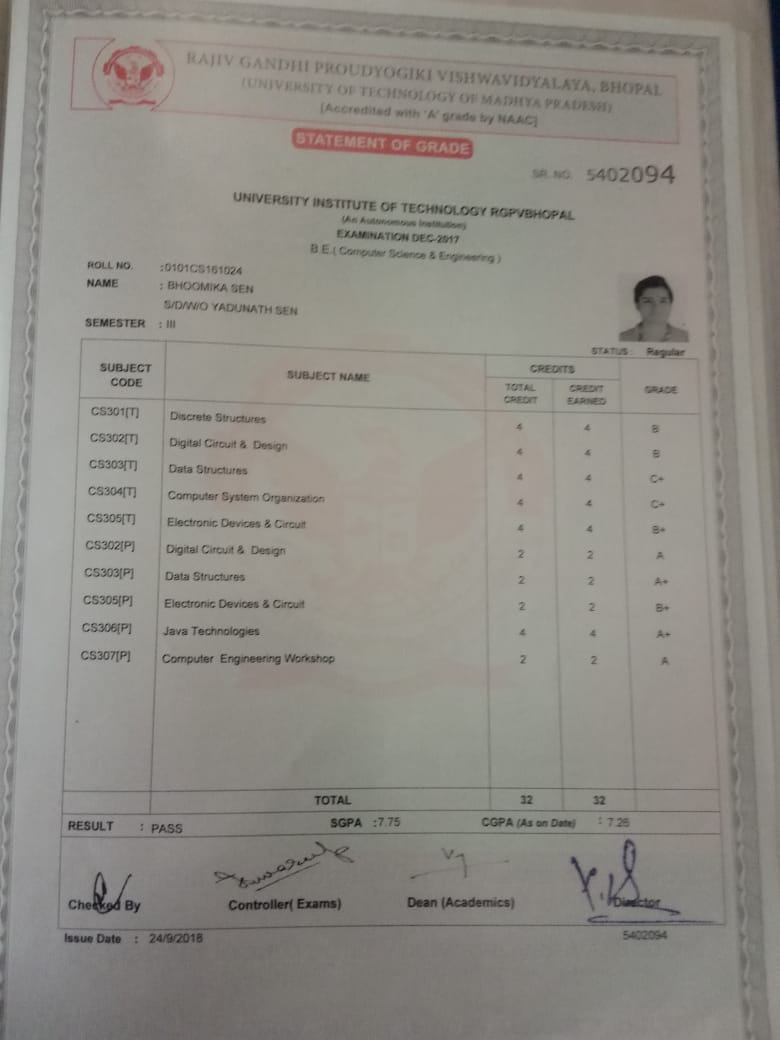 RAJIV GANDHI PROUDYOGIKI VISHWAVIDYALAYA, BHOPAL
(UNIVERSITY OF TECHNOLOGY OF MADHYA PRADESH)
[Accredited with 'A' grade by NAAC]
STATEMENT OF GRADE
SR. NO. 5402094
UNIVERSITY INSTITUTE OF TECHNOLOGY RGPVBHOPAL
(An Autonomous Institution)
EXAMINATION DEC-2017
B.E.( Computer Science & Engineering )
ROLL NO. :0101CS161024
NAME : BHOOMIKA SEN
S/D/W/O YADUNATH SEN
SEMESTER : III
STATUS : Regular
SUBJECT CODE SUBJECT NAME CREDITS GRADE
TOTAL CREDIT CREDIT EARNED
CS301[T] Discrete Structures 4 4 B
CS302[T] Digital Circuit & Design 4 4 B
CS303[T] Data Structures 4 4 C+
CS304[T] Computer System Organization 4 4 C+
CS305[T] Electronic Devices & Circuit 4 4 B+
CS302[P] Digital Circuit & Design 2 2 A
CS303[P] Data Structures 2 2 A+
CS305[P] Electronic Devices & Circuit 2 2 B+
CS306[P] Java Technologies 4 4 A+
CS307[P] Computer Engineering Workshop 2 2 A
TOTAL 32 32
RESULT : PASS SGPA :7.75 CGPA (As on Date) :
Checked By Controller( Exams) Dean (Academics) Director
Issue Date : 24/9/2018 5402094